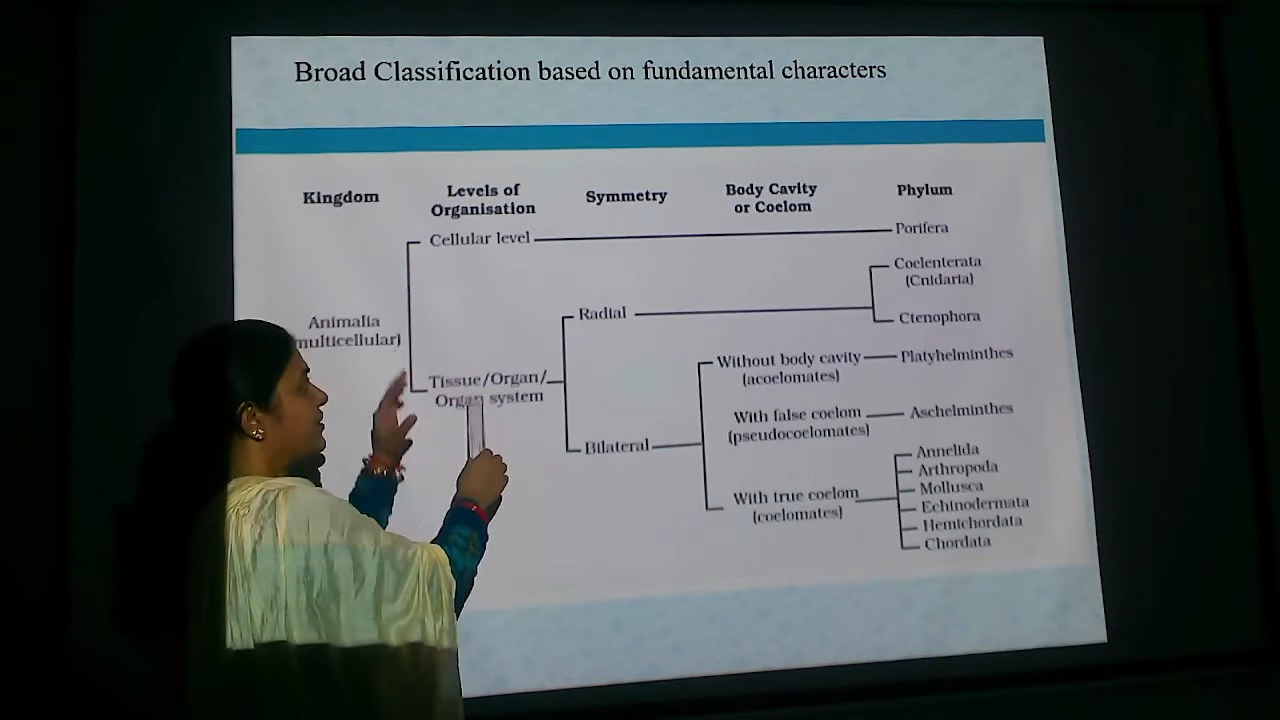 Broad Classification based on fundamental characters
Kingdom
Levels of
Organisation
Symmetry
Body Cavity
or Coelom
Phylum
Cellular level
Porifera
Coelenterata
(Cnidaria)
Radial
Ctenophora
Animalia
multicellular)
Tissue/Organ/
Organ system
Without body cavity
(acoelomates)
Platyhelminthes
With false coelom
(pseudocoelomates)
Aschelminthes
Bilateral
With true coelom
(coelomates)
Annelida
Arthropoda
Mollusca
Echinodermata
Hemichordata
Chordata